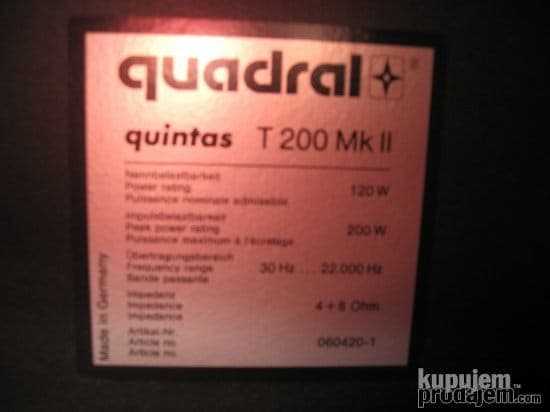 quadral ®
quintas T 200 Mk II
Nennbelastbarkeit
Power rating 120 W
Puissance nominale admissible
Impulsbelastbarkeit
Peak power rating 200 W
Puissance maximum à l'écrêtage
Übertragungsbereich
Frequency range 30 Hz ... 22.000 Hz
Bande passante
Impedanz
Impedance 4 + 8 Ohm
Impedance
Artikel-Nr.
Article no. 060420-1
Article no.
Made in Germany
kupujem
prodajem.com